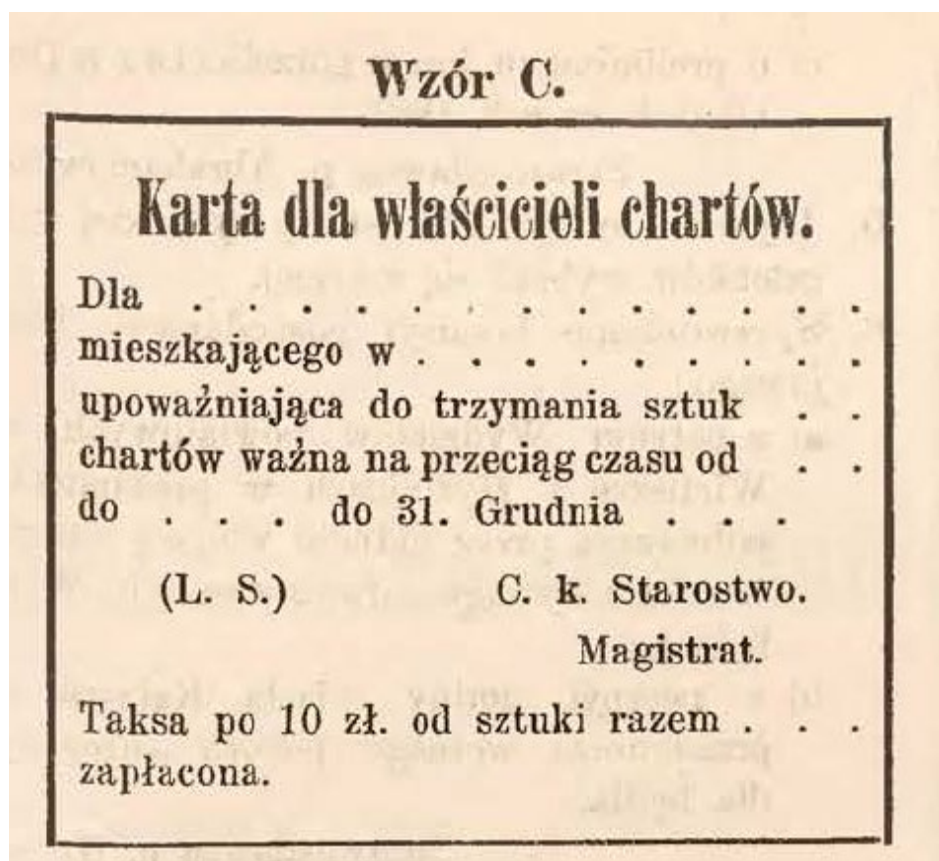 Wzór C.
Karta dla właścicieli chartów.
Dla . . . . . . . . . . . . .
mieszkającego w . . . . . . . . .
upoważniająca do trzymania sztuk . .
chartów ważna na przeciąg czasu od . .
do . . . do 31. Grudnia . . .
(L. S.) C. k. Starostwo.
Magistrat.
Taksa po 10 zł. od sztuki razem . . .
zapłacona.